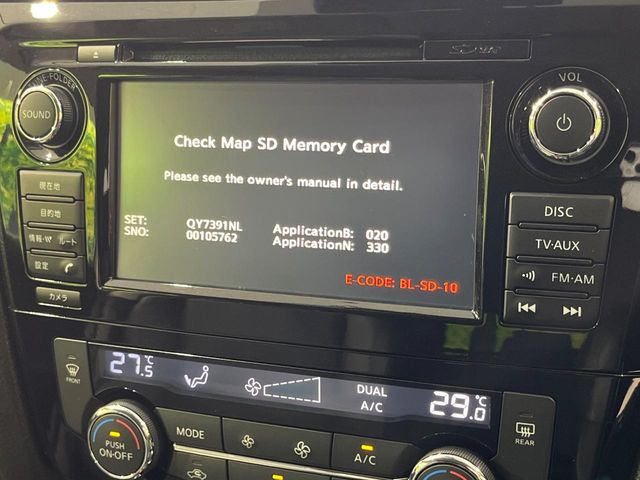 TUNE·FOLDER
SOUND
VOL
Check Map SD Memory Card
Please see the owner's manual in detail.
SET: QY7391NL ApplicationB: 020
SNO: 00105762 ApplicationN: 330
E-CODE: BL-SD-10
現在地
目的地
情報・VI ルート
設定
カメラ
DISC
TV·AUX
FM·AM
27.5℃
DUAL
A/C
29.0℃
FRONT
PUSH
ON·OFF
MODE
A/C
REAR